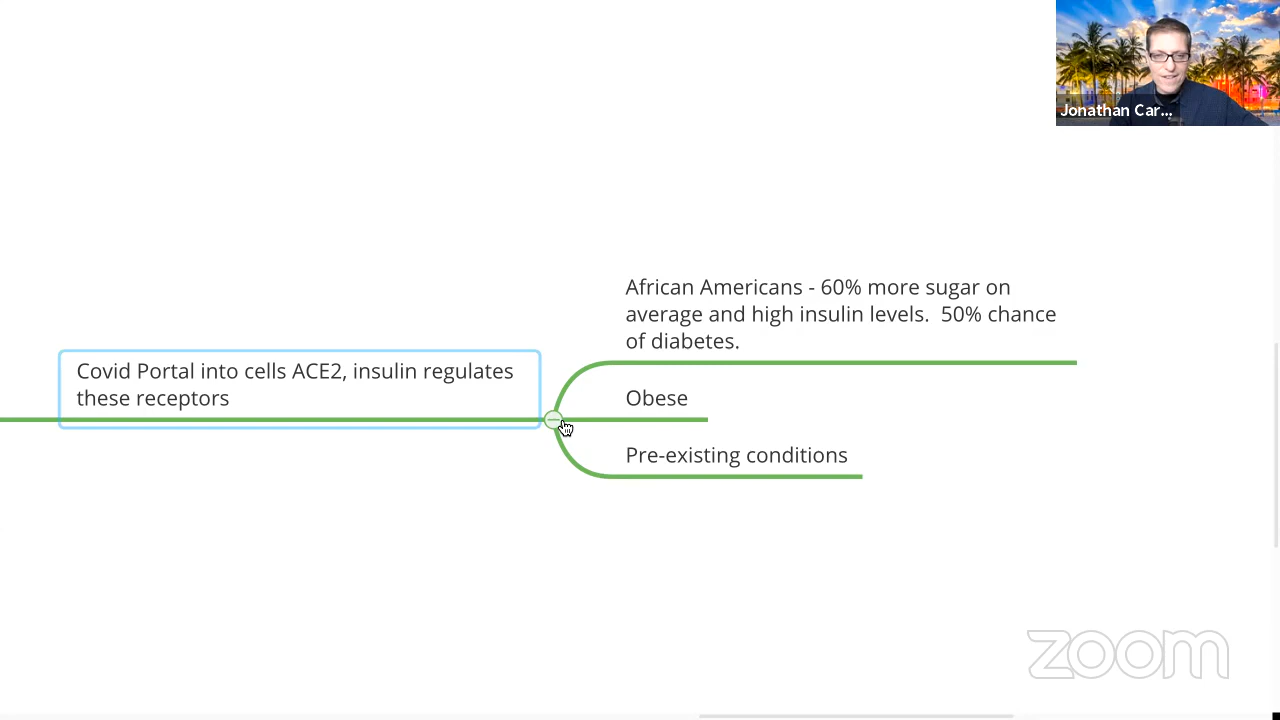 Jonathan Car...
African Americans - 60% more sugar on
average and high insulin levels.  50% chance
of diabetes.
Covid Portal into cells ACE2, insulin regulates
these receptors
Obese
Pre-existing conditions
zoom